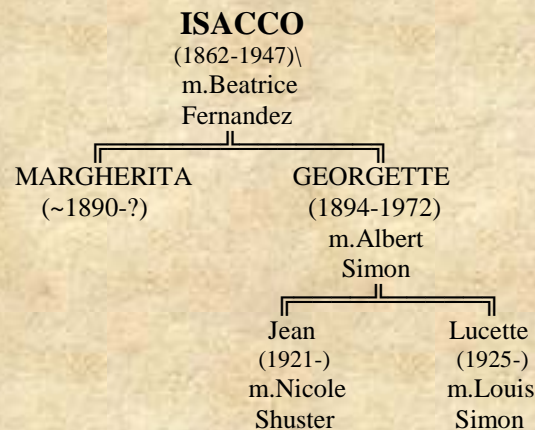 ISACCO
(1862-1947)\
m.Beatrice
Fernandez
MARGHERITA GEORGETTE
(~1890-?) (1894-1972)
m.Albert
Simon
Jean Lucette
(1921-) (1925-)
m.Nicole m.Louis
Shuster Simon